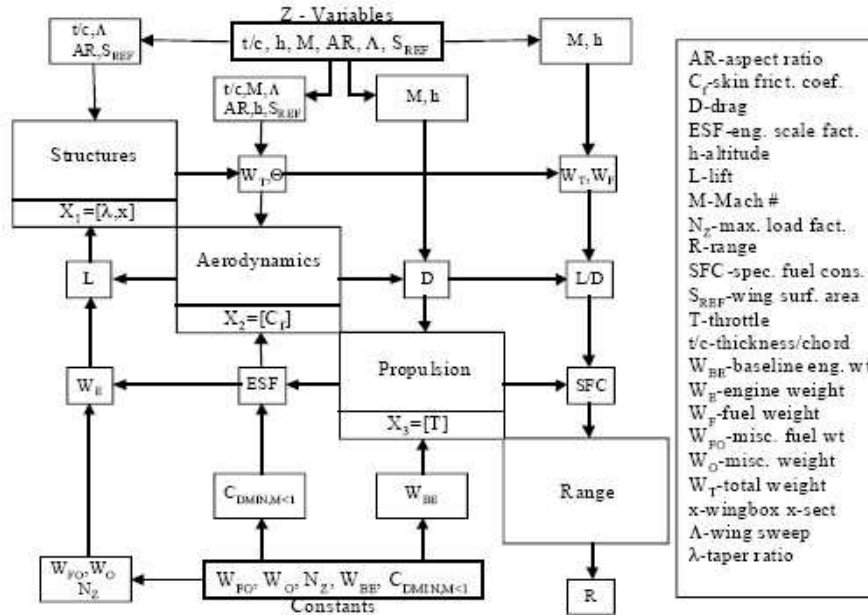 Z - Variables
t/c,Λ
AR,S_REF
t/c, h, M, AR, Λ, S_REF
M, h
t/c,M,Λ
AR,h,S_REF
M, h
Structures
W_T,Θ
W_T, W_F
X_1=[λ,x]
L
Aerodynamics
D
L/D
X_2=[C_f]
W_E
ESF
Propulsion
SFC
X_3=[T]
C_DMIN,M<1
W_BE
Range
W_FO, W_O
N_Z
W_FO, W_O, N_Z, W_BE, C_DMIN,M<1
Constants
R
AR-aspect ratio
C_f-skin frict. coef.
D-drag
ESF-eng. scale fact.
h-altitude
L-lift
M-Mach #
N_Z-max. load fact.
R-range
SFC-spec. fuel cons.
S_REF-wing surf. area
T-throttle
t/c-thickness/chord
W_BE-baseline eng. wt
W_E-engine weight
W_F-fuel weight
W_FO-misc. fuel wt
W_O-misc. weight
W_T-total weight
x-wingbox x-sect
Λ-wing sweep
λ-taper ratio